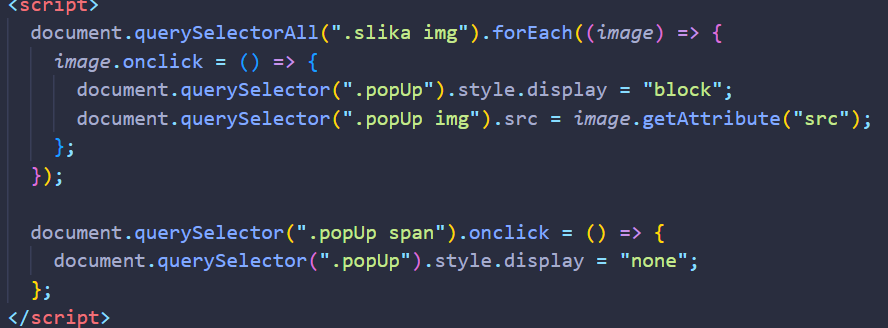 <script>
document.querySelectorAll(".slika img").forEach((image) => {
image.onclick = () => {
document.querySelector(".popUp").style.display = "block";
document.querySelector(".popUp img").src = image.getAttribute("src");
};
});
document.querySelector(".popUp span").onclick = () => {
document.querySelector(".popUp").style.display = "none";
};
</script>